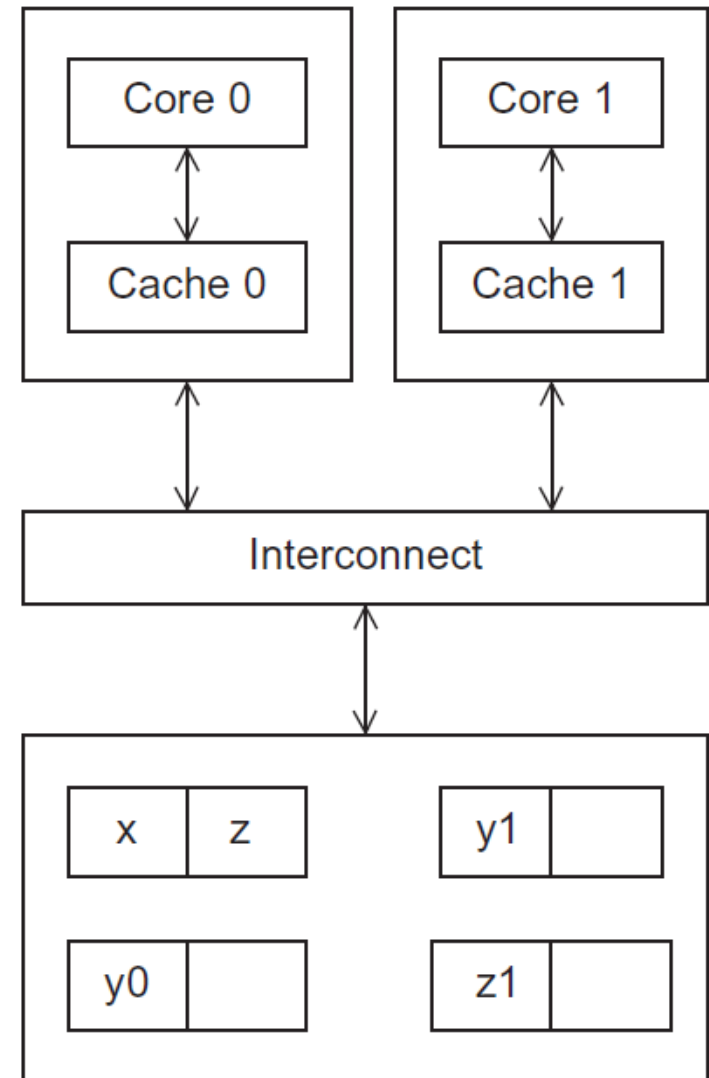 Core 0
Core 1
Cache 0
Cache 1
Interconnect
x z
y1
y0
z1